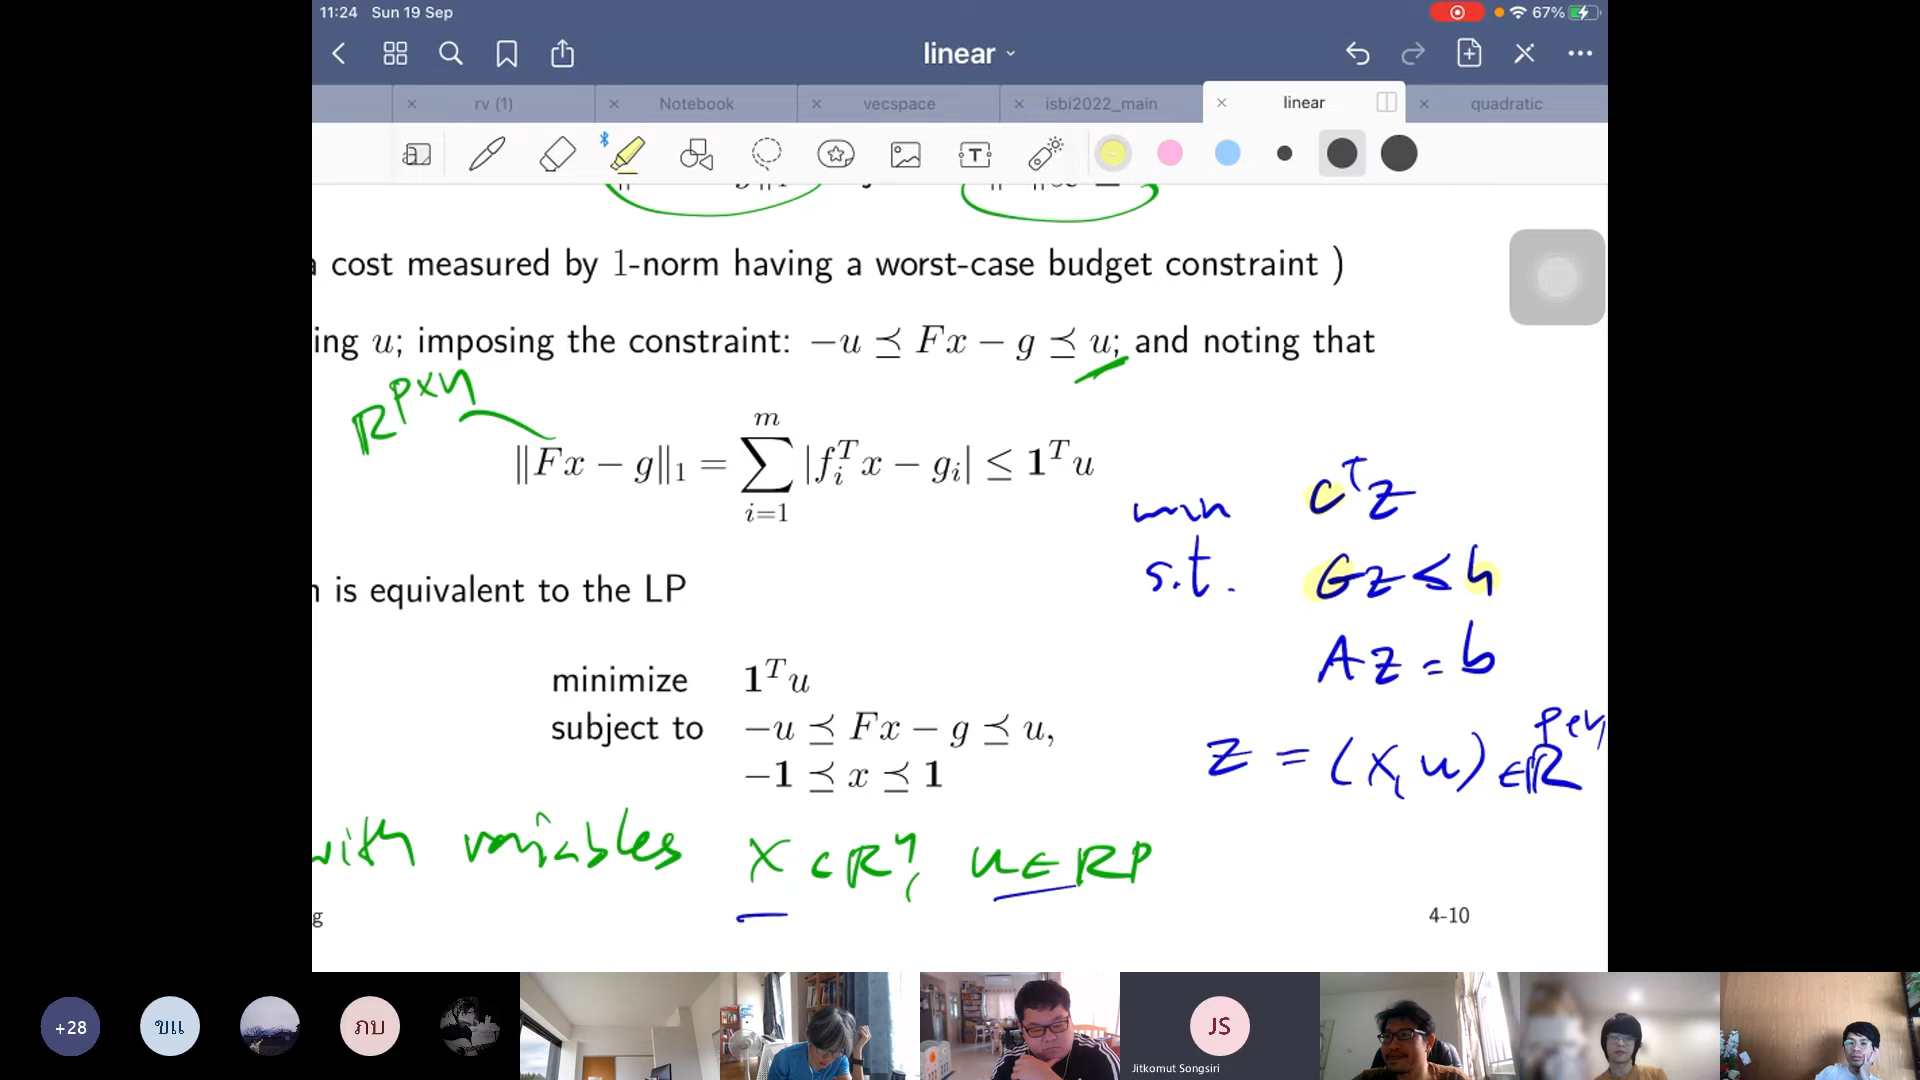 11:24 Sun 19 Sep
67%
linear
rv (1)
Notebook
vecspace
isbi2022_main
linear
quadratic
cost measured by 1-norm having a worst-case budget constraint )
ing u; imposing the constraint: −u ⪯ Fx − g ⪯ u; and noting that
R^{p×n}
‖Fx − g‖₁ = ∑_{i=1}^{m} |f_i^T x − g_i| ≤ 1^T u
min c^T z
s.t. Gz ≤ h
Az = b
is equivalent to the LP
minimize 1^T u
subject to −u ⪯ Fx − g ⪯ u,
−1 ⪯ x ⪯ 1
z = (x, u) ∈ R^{p+n}
with variables x ∈ R^n, u ∈ R^p
g
4-10
+28
ขแ
ภบ
JS
Jitkomut Songsiri